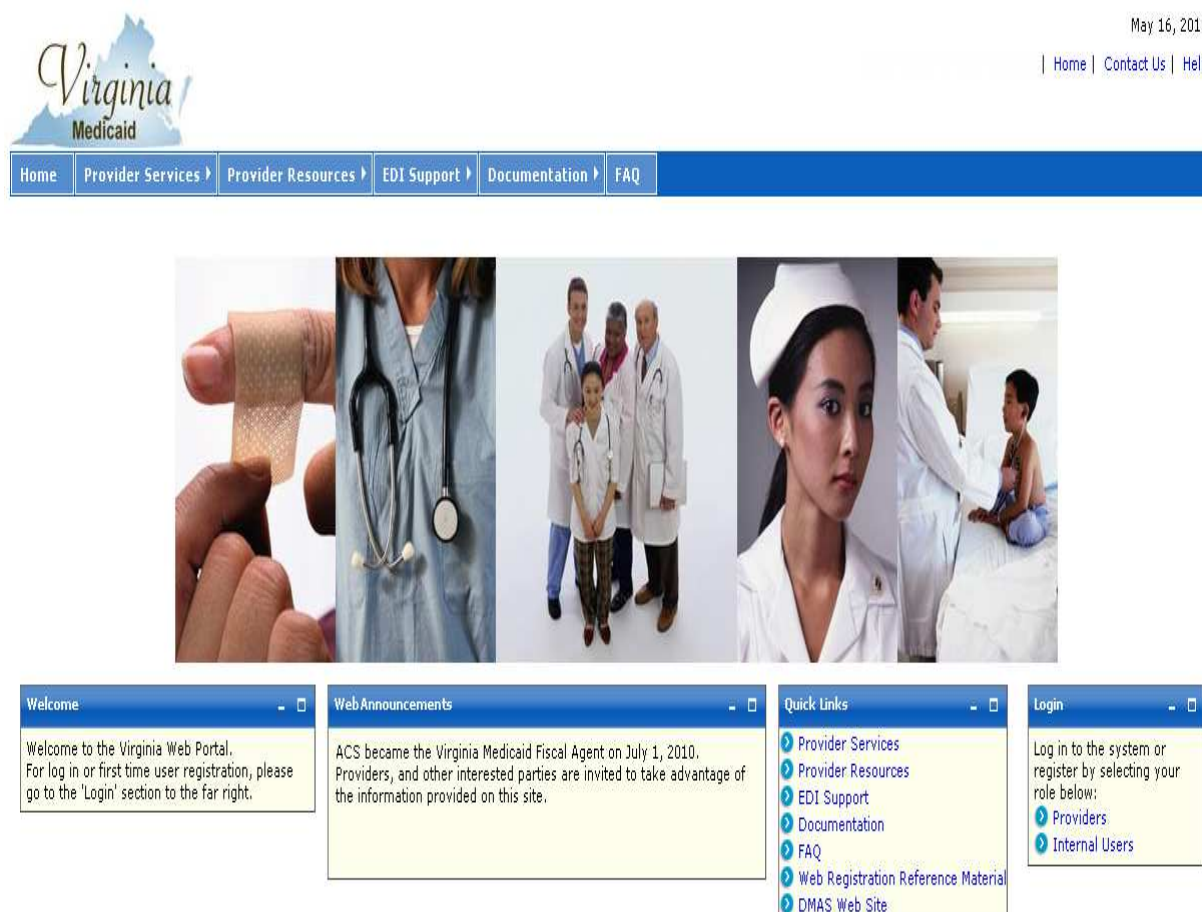 May 16, 201
| Home | Contact Us | Hel
Virginia
Medicaid
Home Provider Services Provider Resources EDI Support Documentation FAQ
Welcome
Welcome to the Virginia Web Portal.
For log in or first time user registration, please
go to the 'Login' section to the far right.
Web Announcements
ACS became the Virginia Medicaid Fiscal Agent on July 1, 2010.
Providers, and other interested parties are invited to take advantage of
the information provided on this site.
Quick Links
Provider Services
Provider Resources
EDI Support
Documentation
FAQ
Web Registration Reference Material
DMAS Web Site
Login
Log in to the system or
register by selecting your
role below:
Providers
Internal Users